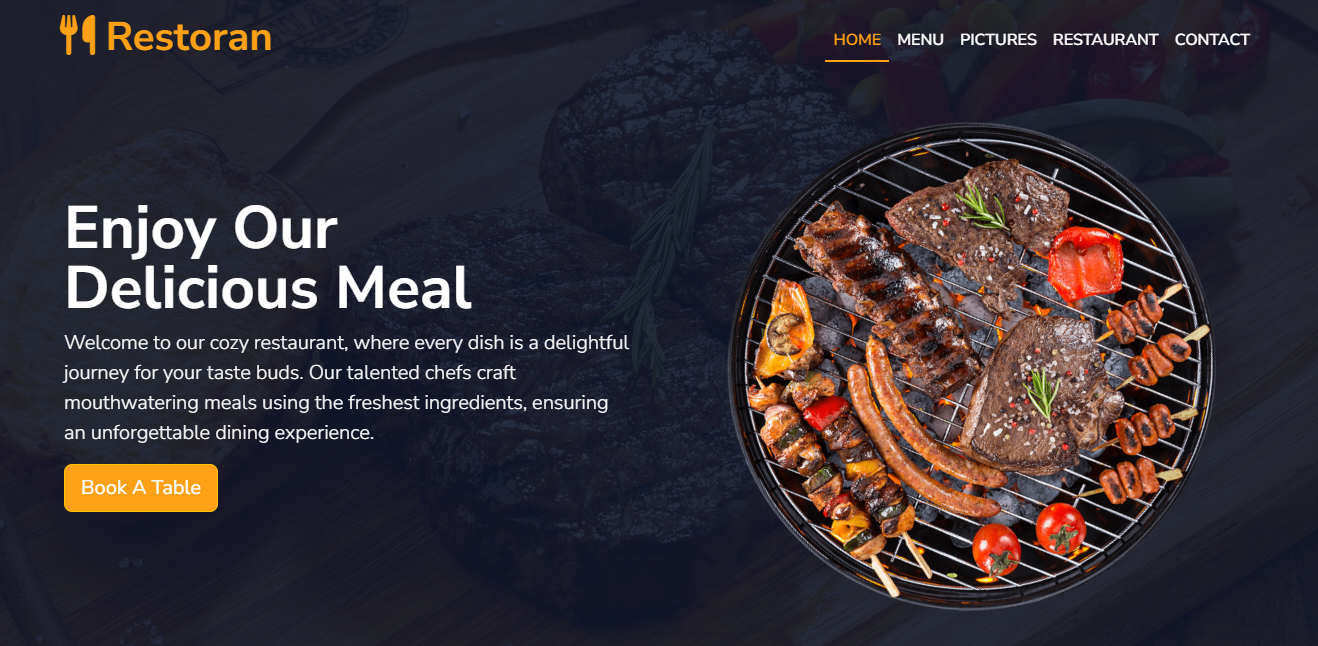 Restoran
HOME MENU PICTURES RESTAURANT CONTACT
Enjoy Our
Delicious Meal
Welcome to our cozy restaurant, where every dish is a delightful
journey for your taste buds. Our talented chefs craft
mouthwatering meals using the freshest ingredients, ensuring
an unforgettable dining experience.
Book A Table